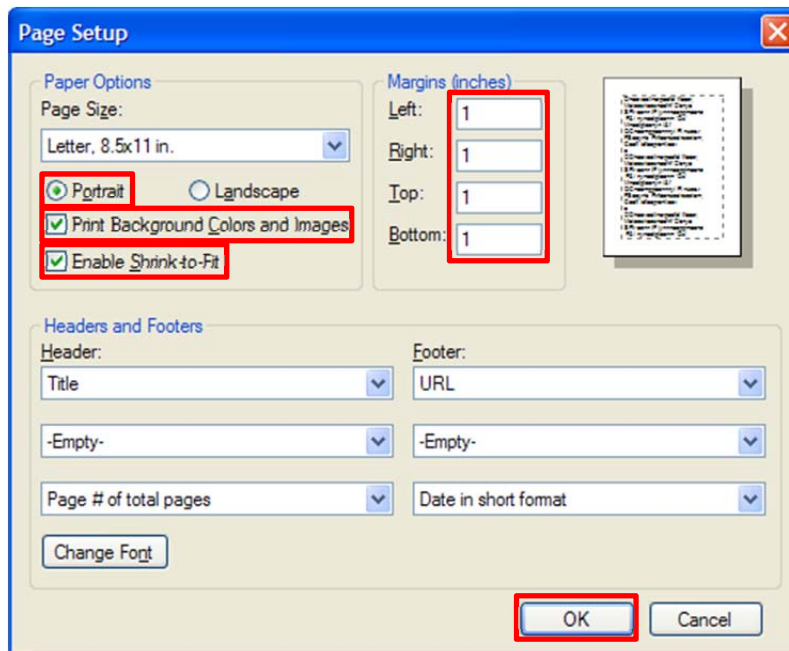 Page Setup
Paper Options
Page Size:
Letter, 8.5x11 in.
Portrait
Landscape
Print Background Colors and Images
Enable Shrink-to-Fit
Margins (inches)
Left: 1
Right: 1
Top: 1
Bottom: 1
Headers and Footers
Header:
Footer:
Title
URL
-Empty-
-Empty-
Page # of total pages
Date in short format
Change Font
OK
Cancel